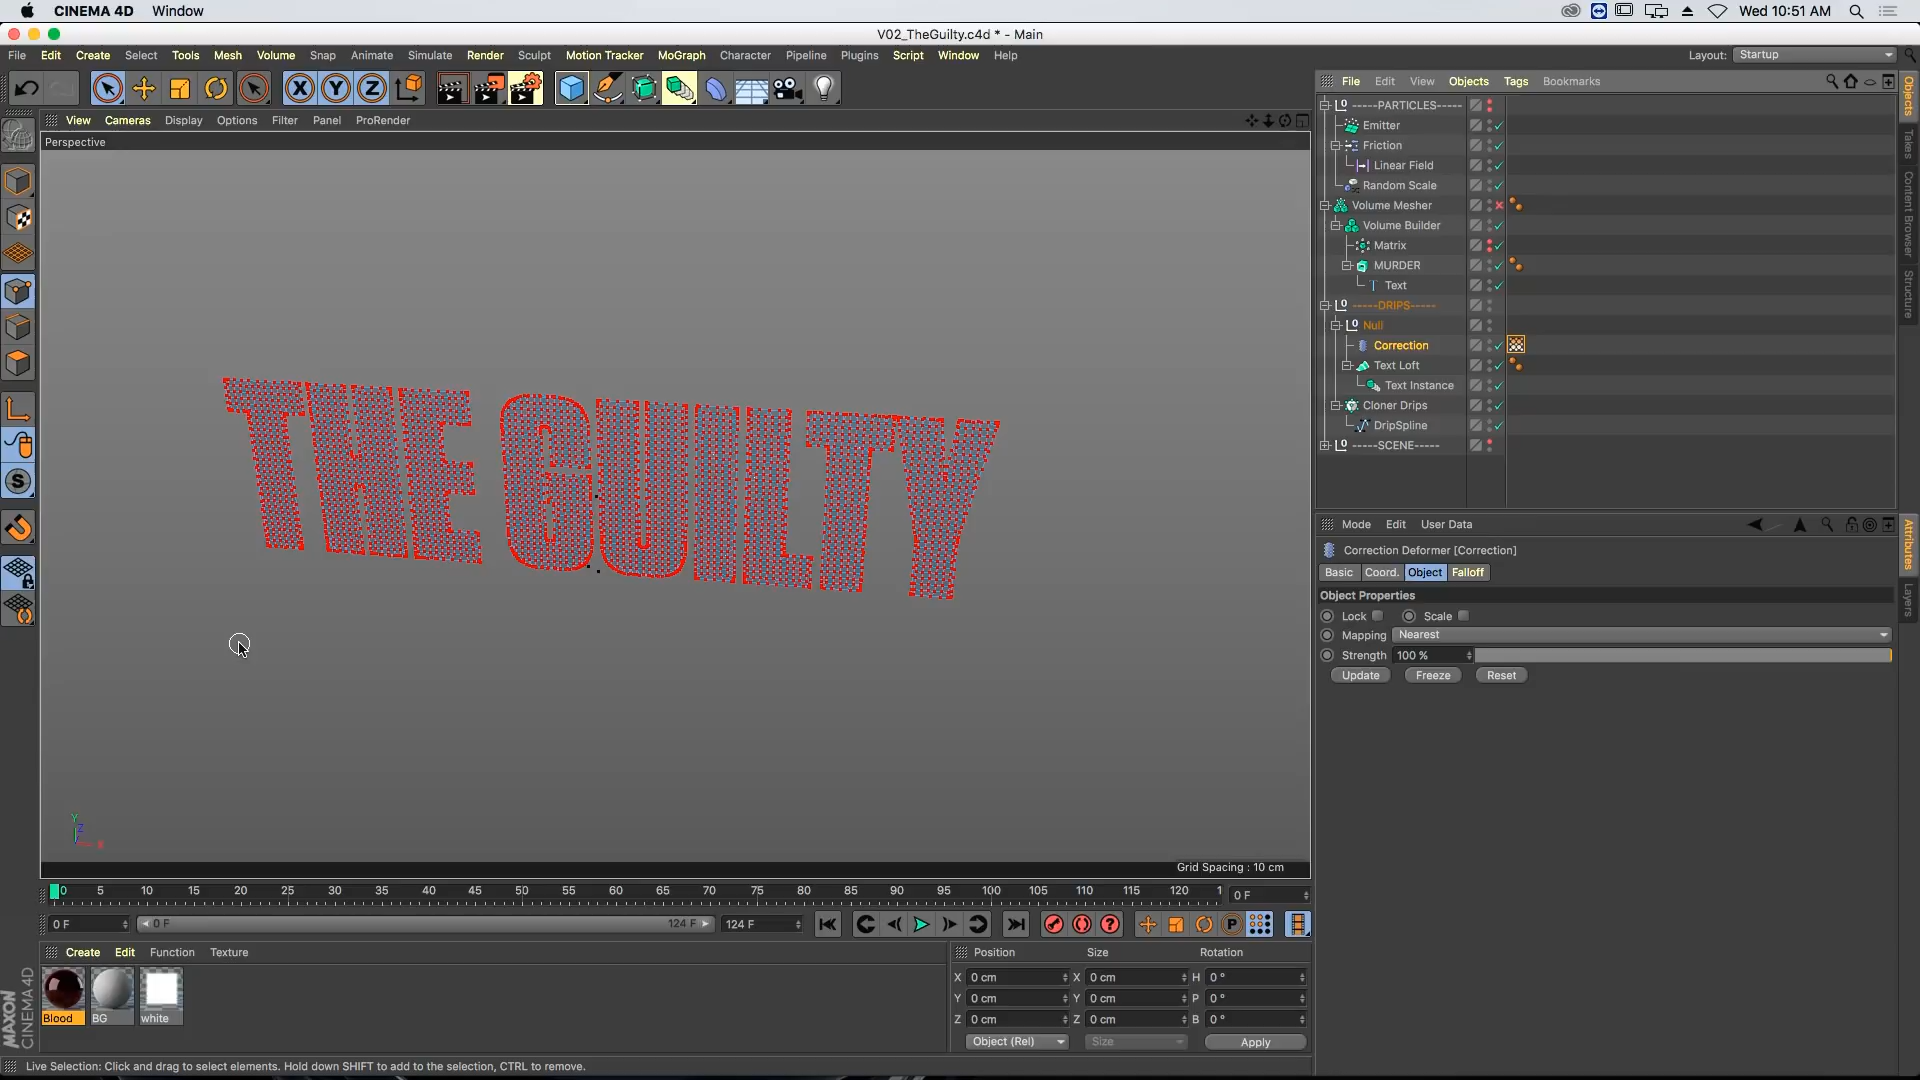 CINEMA 4D Window
Wed 10:51 AM
V02_TheGuilty.c4d * - Main
File Edit Create Select Tools Mesh Volume Snap Animate Simulate Render Sculpt Motion Tracker MoGraph Character Pipeline Plugins Script Window Help
Layout: Startup
X Y Z
File Edit View Objects Tags Bookmarks
View Cameras Display Options Filter Panel ProRender
Perspective
-----PARTICLES-----
Emitter
Friction
Linear Field
Random Scale
Volume Mesher
Volume Builder
Matrix
MURDER
Text
-----DRIPS-----
Null
Correction
Text Loft
Text Instance
Cloner Drips
DripSpline
-----SCENE-----
Objects
Takes
Content Browser
Structure
THE GUILTY
Mode Edit User Data
Correction Deformer [Correction]
Basic Coord. Object Falloff
Object Properties
Lock Scale
Mapping Nearest
Strength 100 %
Update Freeze Reset
Attributes
Layers
S
Y
Z
X
Grid Spacing : 10 cm
0 5 10 15 20 25 30 35 40 45 50 55 60 65 70 75 80 85 90 95 100 105 110 115 120 1 0 F
0 F 0 F 124 F 124 F
P
Create Edit Function Texture
Blood BG white
Position Size Rotation
X 0 cm X 0 cm H 0 °
Y 0 cm Y 0 cm P 0 °
Z 0 cm Z 0 cm B 0 °
Object (Rel) Size Apply
MAXON
CINEMA 4D
Live Selection: Click and drag to select elements. Hold down SHIFT to add to the selection, CTRL to remove.